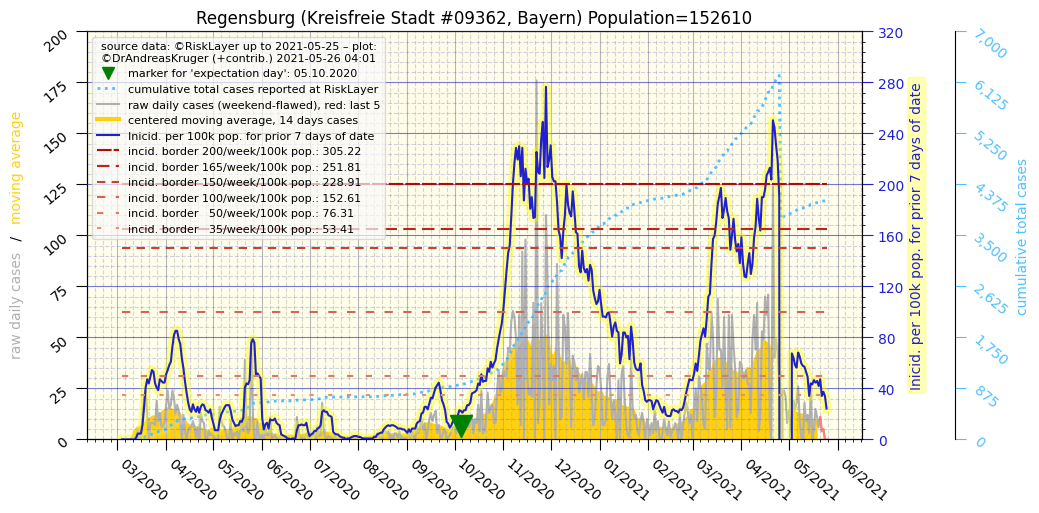 Regensburg (Kreisfreie Stadt #09362, Bayern) Population=152610
source data: ©RiskLayer up to 2021-05-25 – plot:
©DrAndreasKruger (+contrib.) 2021-05-26 04:01
marker for 'expectation day': 05.10.2020
cumulative total cases reported at RiskLayer
raw daily cases (weekend-flawed), red: last 5
centered moving average, 14 days cases
Inicid. per 100k pop. for prior 7 days of date
incid. border 200/week/100k pop.: 305.22
incid. border 165/week/100k pop.: 251.81
incid. border 150/week/100k pop.: 228.91
incid. border 100/week/100k pop.: 152.61
incid. border 50/week/100k pop.: 76.31
incid. border 35/week/100k pop.: 53.41
raw daily cases / moving average
200
175
150
125
100
75
50
25
0
320
280
240
200
160
120
80
40
0
Inicid. per 100k pop. for prior 7 days of date
7,000
6,125
5,250
4,375
3,500
2,625
1,750
875
0
cumulative total cases
03/2020
04/2020
05/2020
06/2020
07/2020
08/2020
09/2020
10/2020
11/2020
12/2020
01/2021
02/2021
03/2021
04/2021
05/2021
06/2021